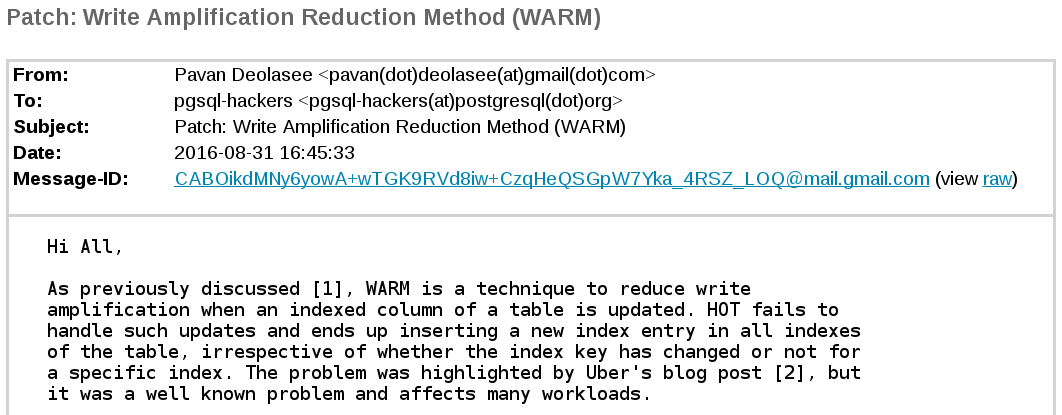 Patch: Write Amplification Reduction Method (WARM)
From: Pavan Deolasee <pavan(dot)deolasee(at)gmail(dot)com>
To: pgsql-hackers <pgsql-hackers(at)postgresql(dot)org>
Subject: Patch: Write Amplification Reduction Method (WARM)
Date: 2016-08-31 16:45:33
Message-ID: CABOikdMNy6yowA+wTGK9RVd8iw+CzqHeQSGpW7Yka_4RSZ_LOQ@mail.gmail.com (view raw)
Hi All,
As previously discussed [1], WARM is a technique to reduce write
amplification when an indexed column of a table is updated. HOT fails to
handle such updates and ends up inserting a new index entry in all indexes
of the table, irrespective of whether the index key has changed or not for
a specific index. The problem was highlighted by Uber's blog post [2], but
it was a well known problem and affects many workloads.